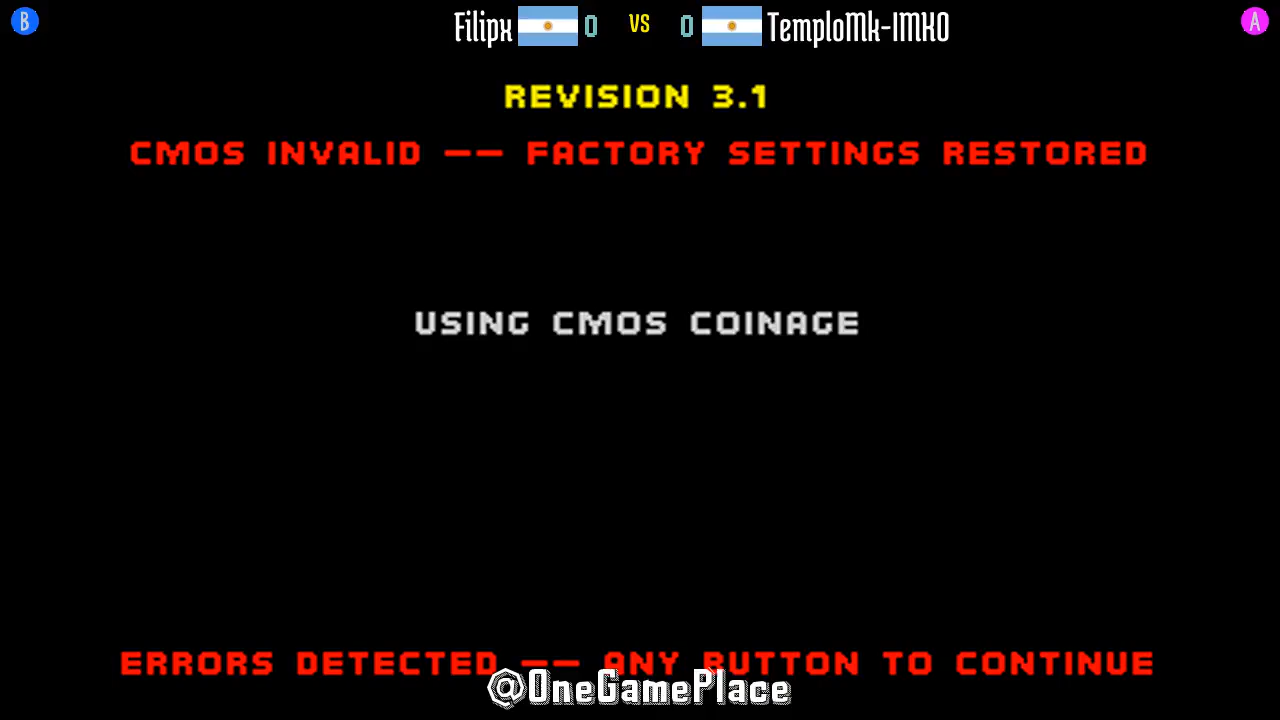 B Filipx 0 VS 0 TemploMk-IMKO A
REVISION 3.1
CMOS INVALID -- FACTORY SETTINGS RESTORED
USING CMOS COINAGE
ERRORS DETECTED -- ANY BUTTON TO CONTINUE
@OneGamePlace